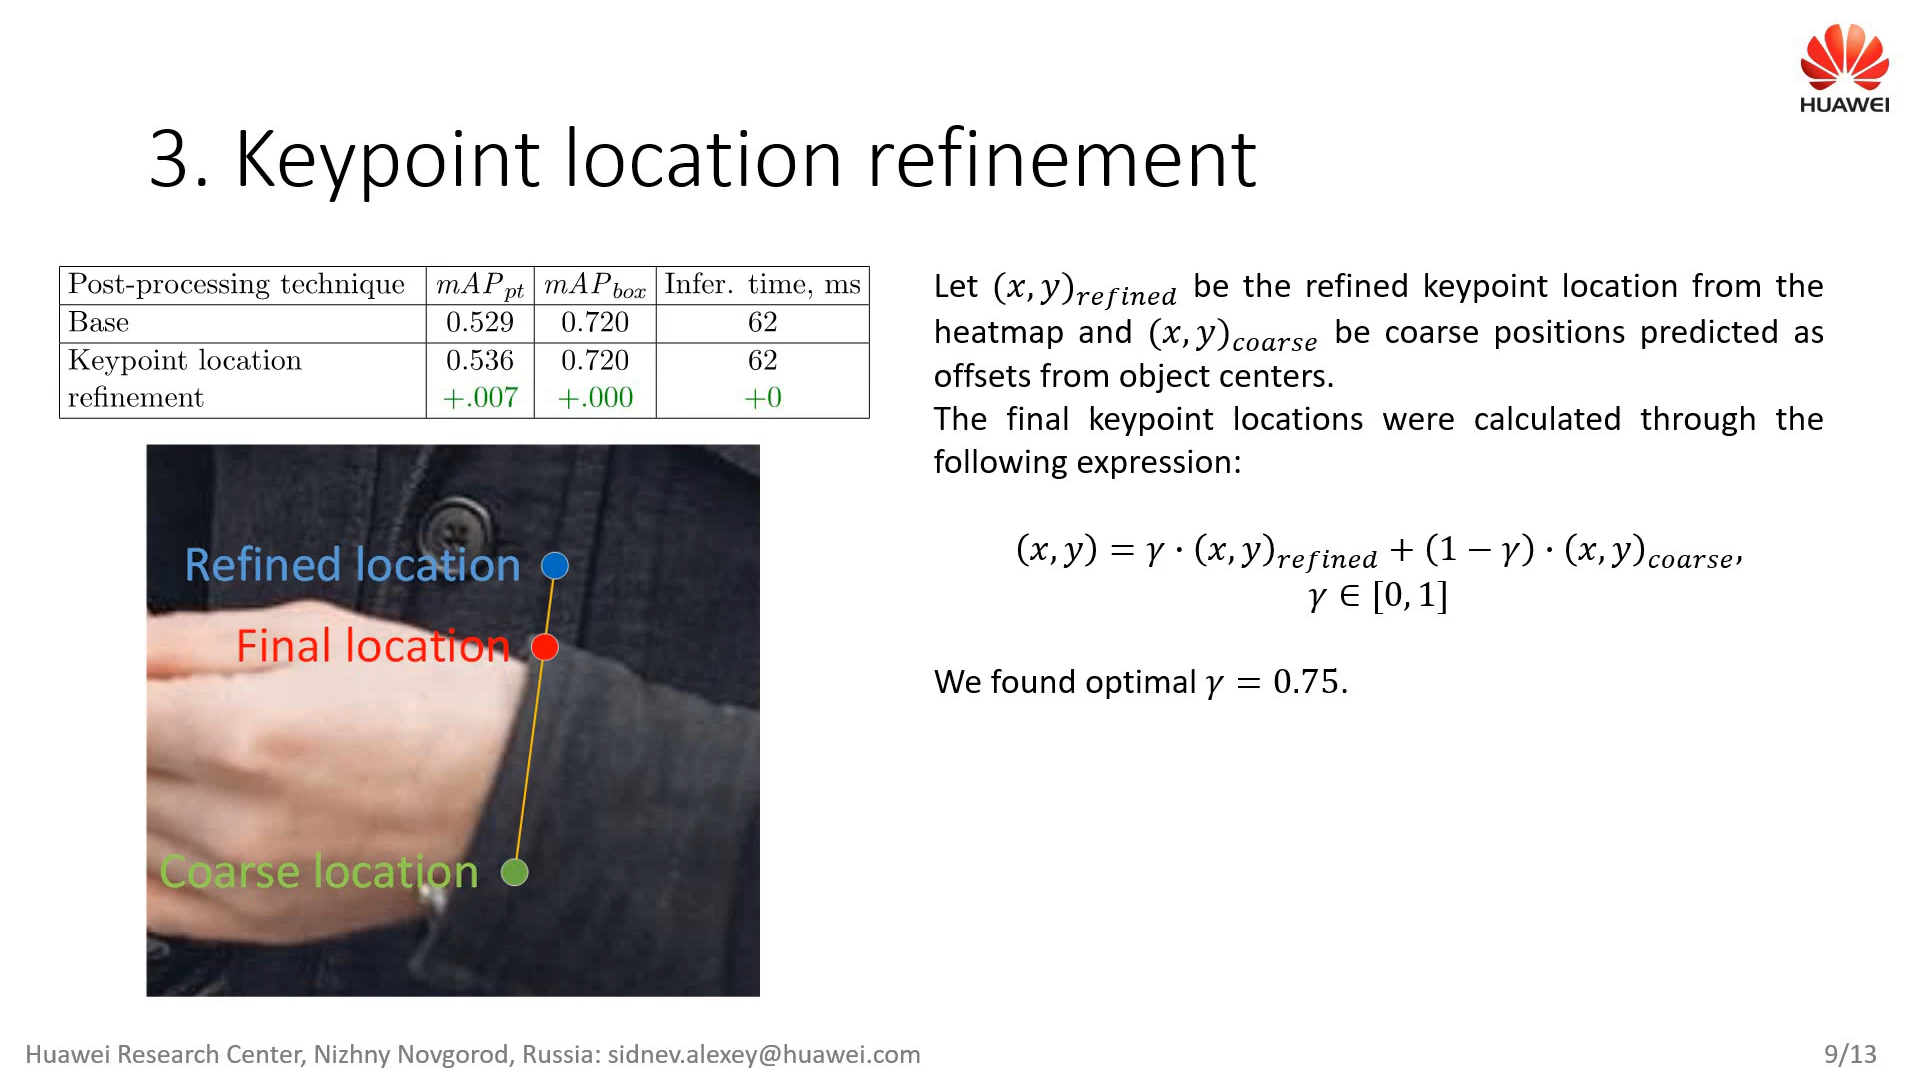 HUAWEI
3. Keypoint location refinement
Post-processing technique mAP_pt mAP_box Infer. time, ms
Base 0.529 0.720 62
Keypoint location 0.536 0.720 62
refinement +.007 +.000 +0
Refined location
Final location
Coarse location
Let (x, y)_refined be the refined keypoint location from the
heatmap and (x, y)_coarse be coarse positions predicted as
offsets from object centers.
The final keypoint locations were calculated through the
following expression:
(x, y) = γ · (x, y)_refined + (1 − γ) · (x, y)_coarse,
γ ∈ [0, 1]
We found optimal γ = 0.75.
Huawei Research Center, Nizhny Novgorod, Russia: sidnev.alexey@huawei.com
9/13